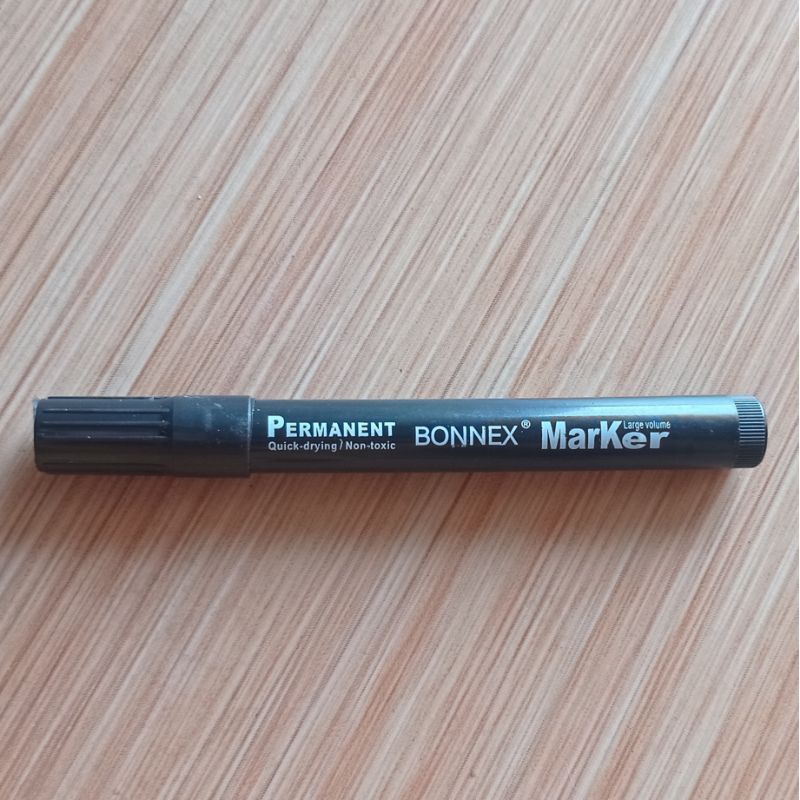 PERMANENT
Quick-drying / Non-toxic
BONNEX®
MarKer
Large volume